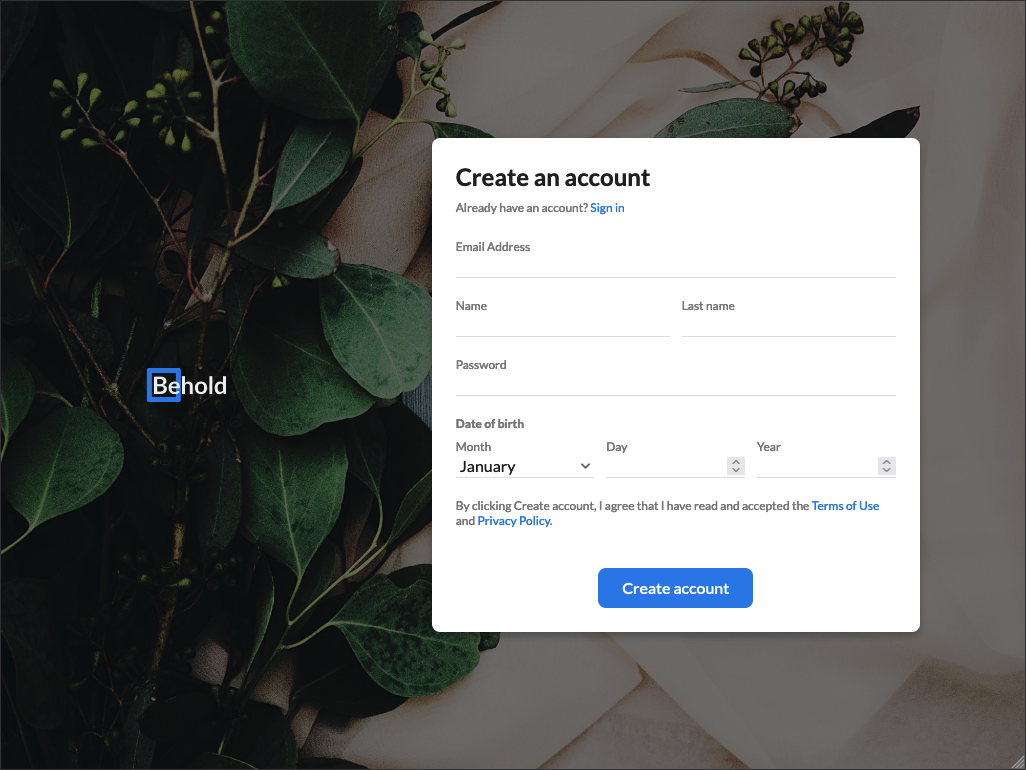 Behold
Create an account
Already have an account? Sign in
Email Address
Name
Last name
Password
Date of birth
Month
Day
Year
January
By clicking Create account, I agree that I have read and accepted the Terms of Use
and Privacy Policy.
Create account